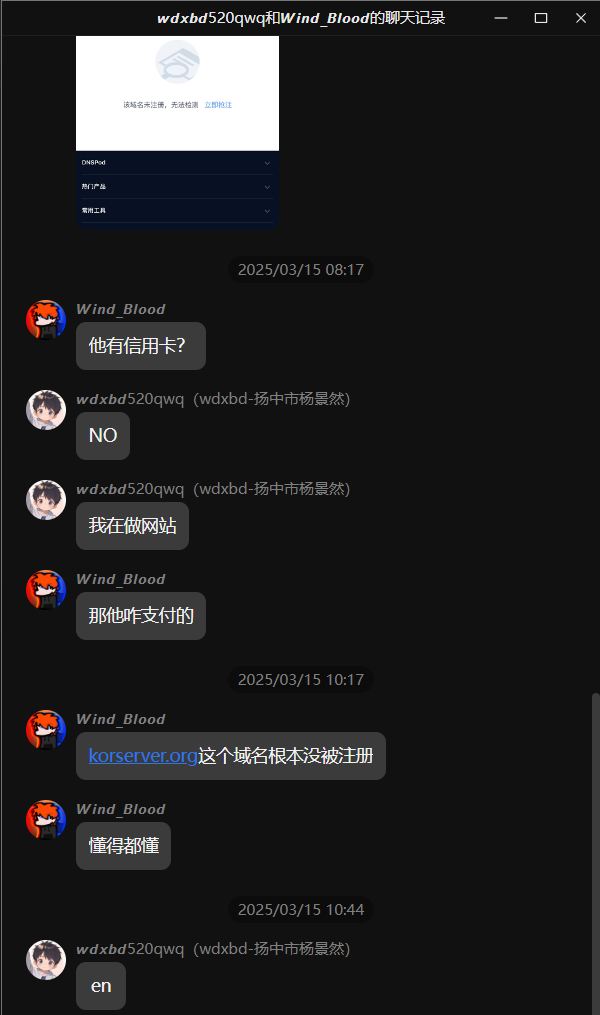 wdxbd520qwq和Wind_Blood的聊天记录
该域名未注册，无法检测 立即抢注
DNSPod
热门产品
常用工具
2025/03/15 08:17
Wind_Blood
他有信用卡？
wdxbd520qwq（wdxbd-扬中市杨景然）
NO
wdxbd520qwq（wdxbd-扬中市杨景然）
我在做网站
Wind_Blood
那他咋支付的
2025/03/15 10:17
Wind_Blood
korserver.org这个域名根本没被注册
Wind_Blood
懂得都懂
2025/03/15 10:44
wdxbd520qwq（wdxbd-扬中市杨景然）
en